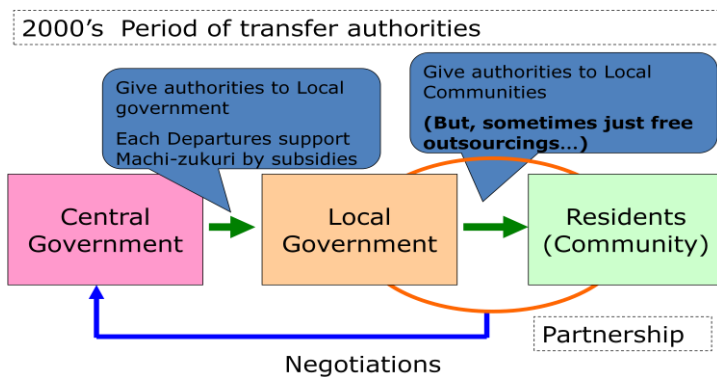 2000's Period of transfer authorities
Give authorities to Local
government
Each Departures support
Machi-zukuri by subsidies
Give authorities to Local
Communities
(But, sometimes just free
outsourcings...)
Central
Government
Local
Government
Residents
(Community)
Partnership
Negotiations